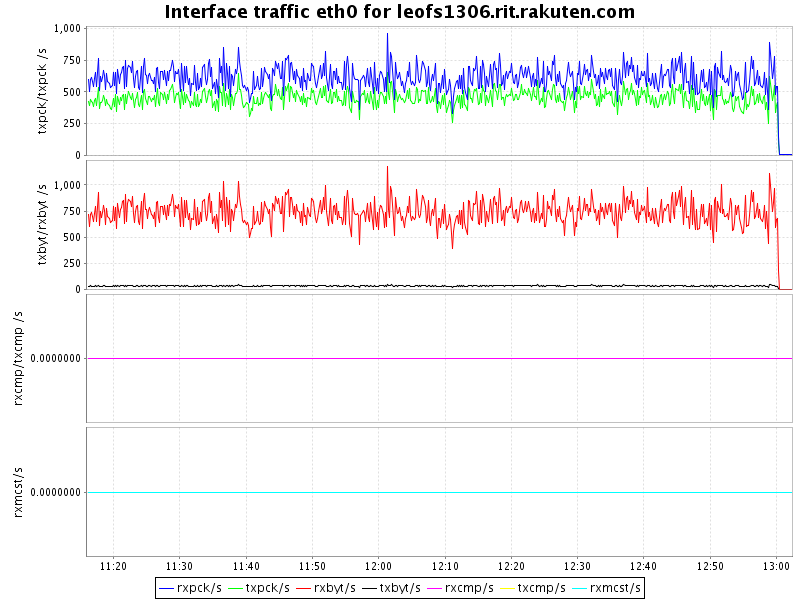 Interface traffic eth0 for leofs1306.rit.rakuten.com
txpck/txpck /s
1,000
750
500
250
0
txbyt/rxbyt /s
1,000
750
500
250
0
rxcmp/txcmp /s
0.0000000
rxmcst/s
0.0000000
11:20 11:30 11:40 11:50 12:00 12:10 12:20 12:30 12:40 12:50 13:00
rxpck/s txpck/s rxbyt/s txbyt/s rxcmp/s txcmp/s rxmcst/s